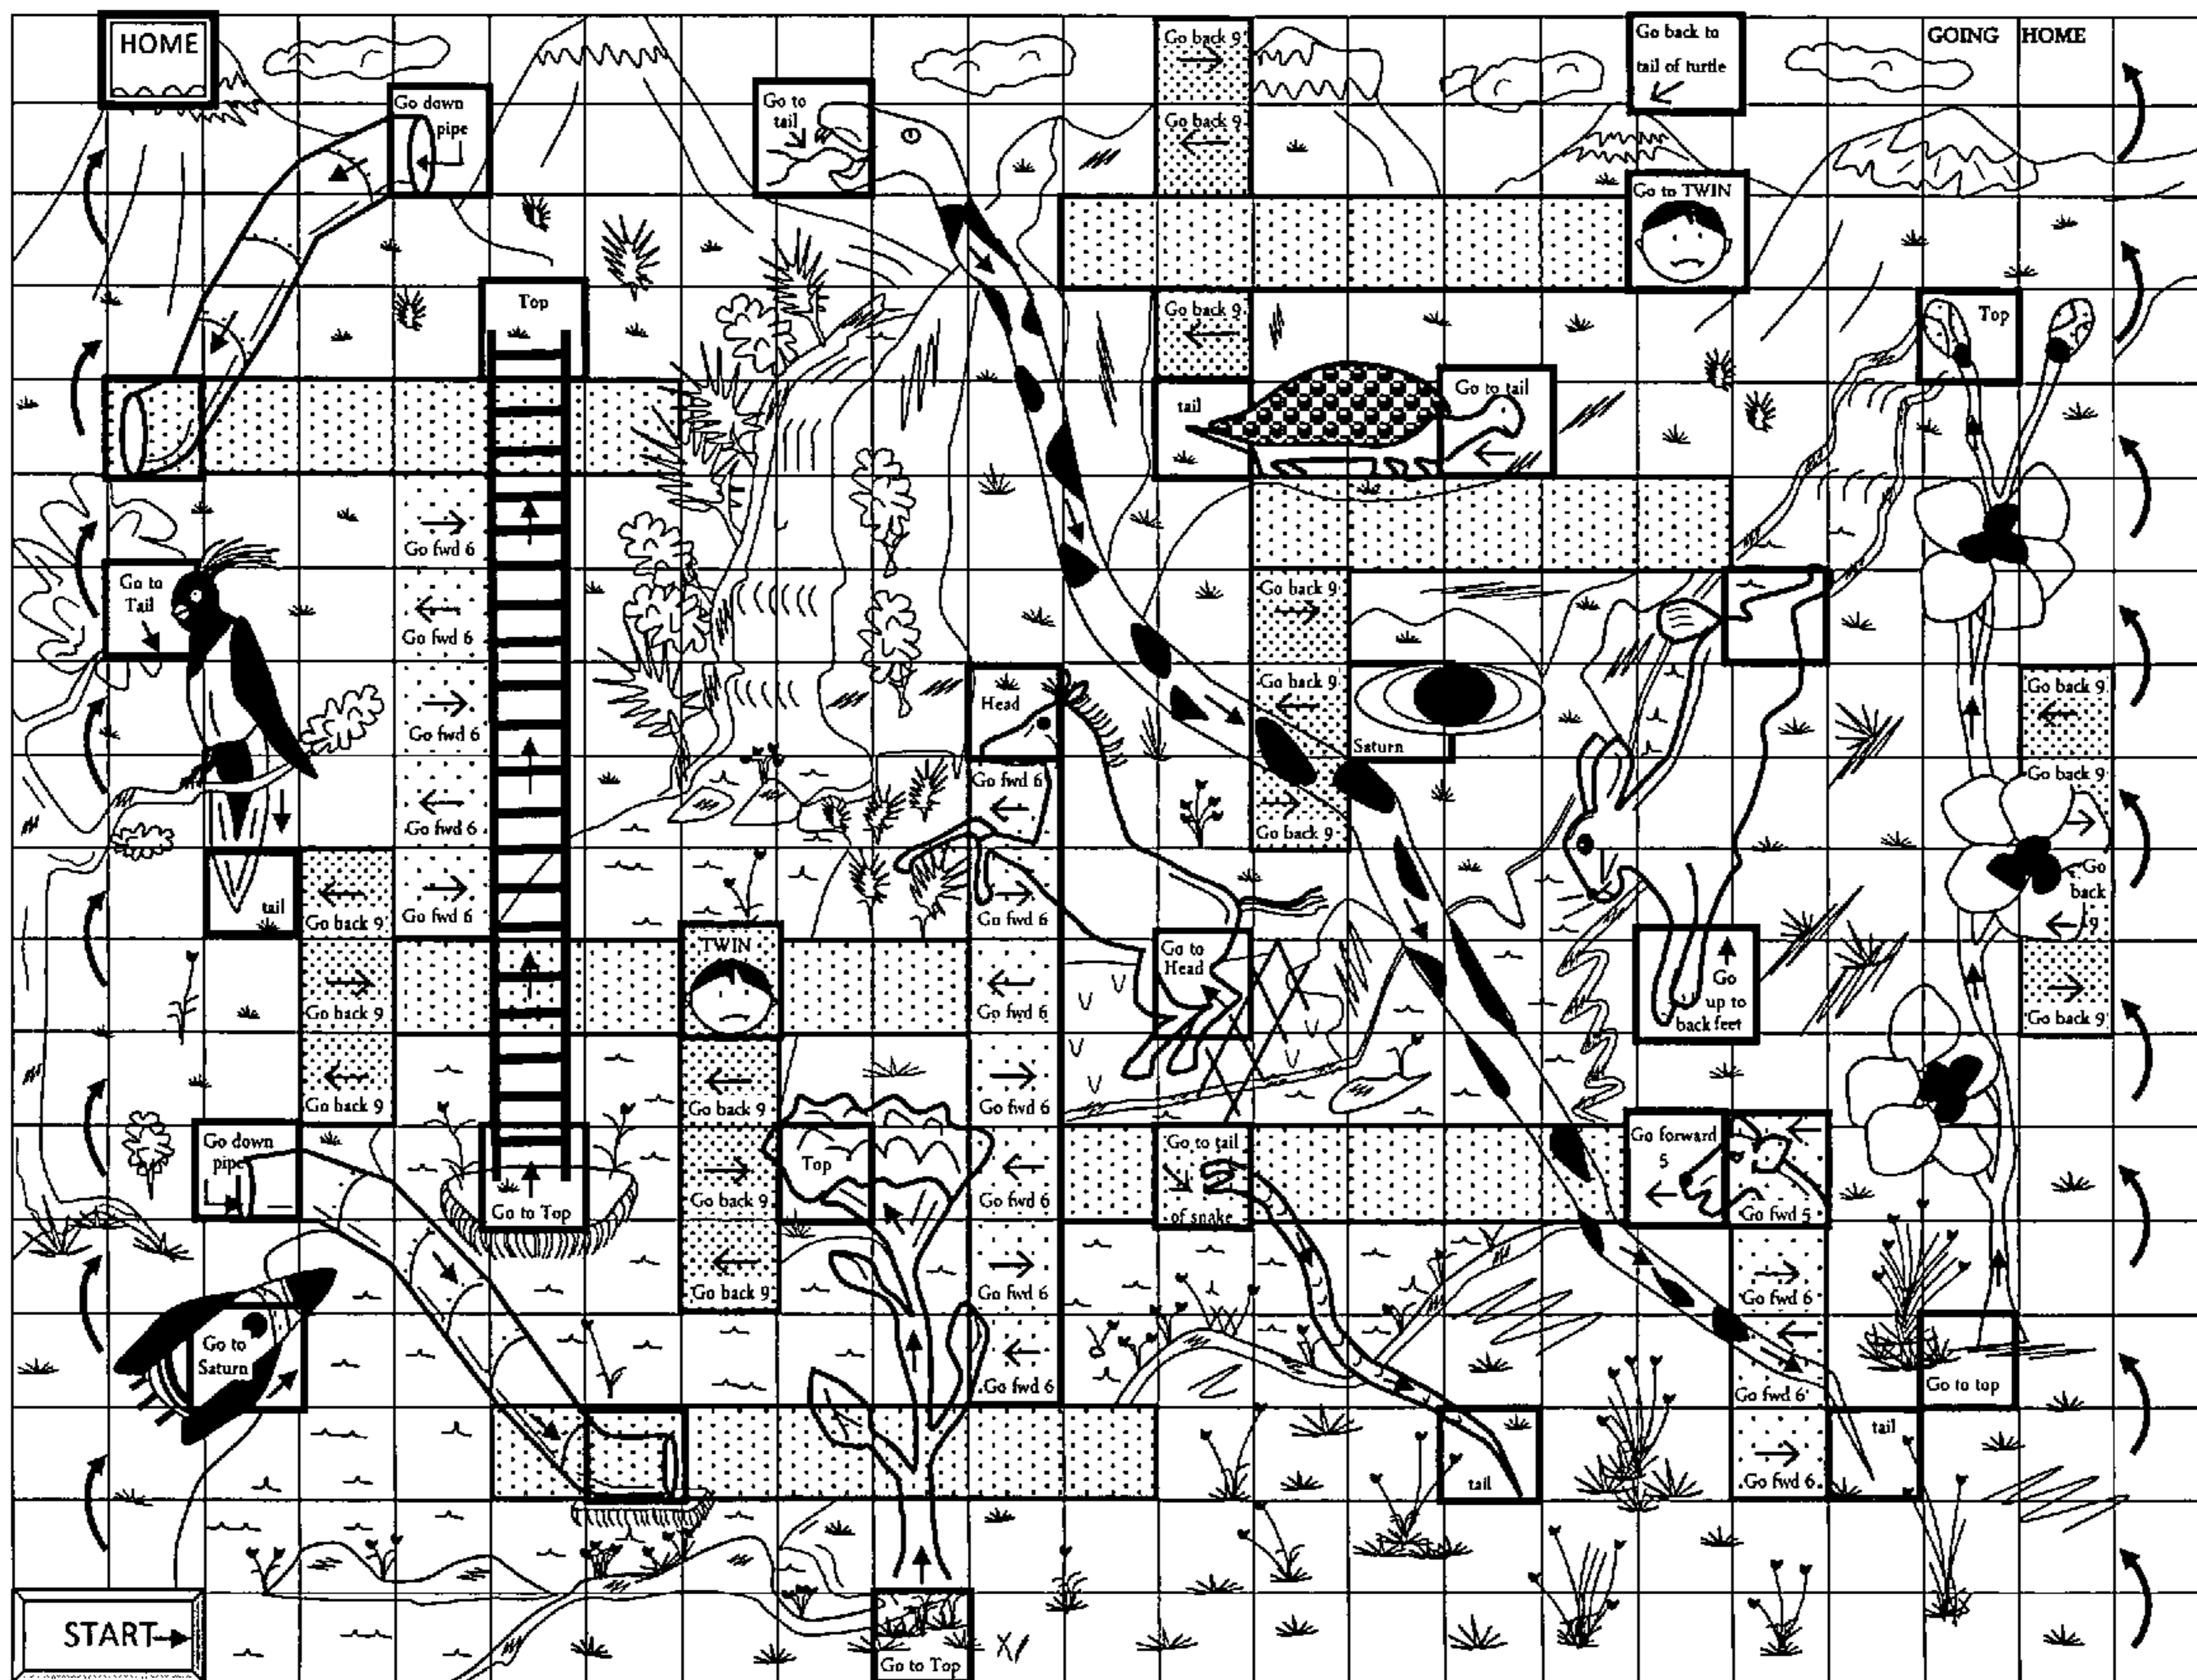 HOME
Go back 9
Go back to
tail of turtle
GOING HOME
Go down
pipe
Go to
tail
Go back 9
Go to TWIN
Top
Go back 9
Top
tail
Go to tail
Go fwd 6
Go to
Tail
Go fwd 6
Go back 9
Head
Go fwd 6
Go back 9
Saturn
Go back 9
Go fwd 6
Go fwd 6
Go back 9
Go back 9
tail
Go back 9
Go fwd 6
Go fwd 6
Go
back
9
TWIN
Go back 9
Go fwd 6
Go to
Head
Go
up to
back feet
Go back 9
Go back 9
Go back 9
Go fwd 6
Go down
pipe
Go to Top
Go back 9
Top
Go fwd 6
Go to tail
of snake
Go forward
5
Go fwd 5
Go back 9
Go fwd 6
Go fwd 6
Go to
Saturn
Go fwd 6
Go fwd 6
Go to top
tail
Go fwd 6
tail
START
Go to Top